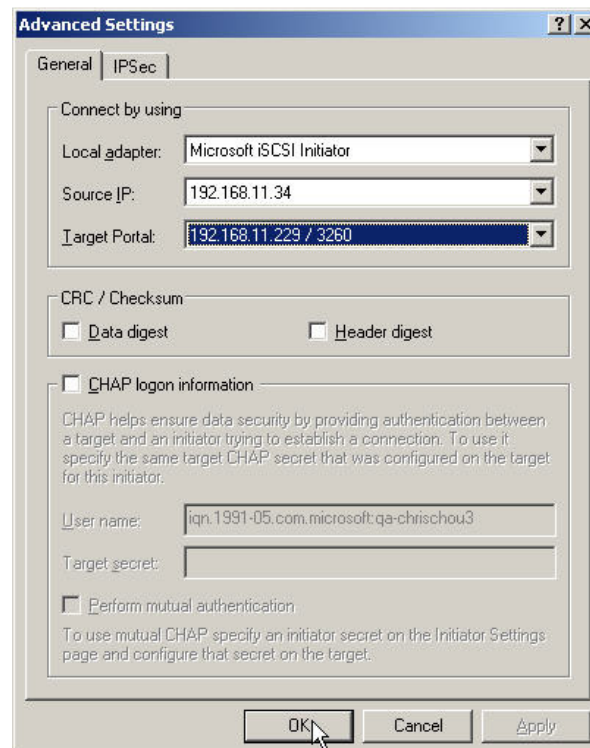 Advanced Settings
General
IPSec
Connect by using
Local adapter:
Microsoft iSCSI Initiator
Source IP:
192.168.11.34
Target Portal:
192.168.11.229 / 3260
CRC / Checksum
Data digest
Header digest
CHAP logon information
CHAP helps ensure data security by providing authentication between
a target and an initiator trying to establish a connection. To use it
specify the same target CHAP secret that was configured on the target
for this initiator.
User name:
iqn.1991-05.com.microsoft:qa-chrischou3
Target secret:
Perform mutual authentication
To use mutual CHAP specify an initiator secret on the Initiator Settings
page and configure that secret on the target.
OK
Cancel
Apply